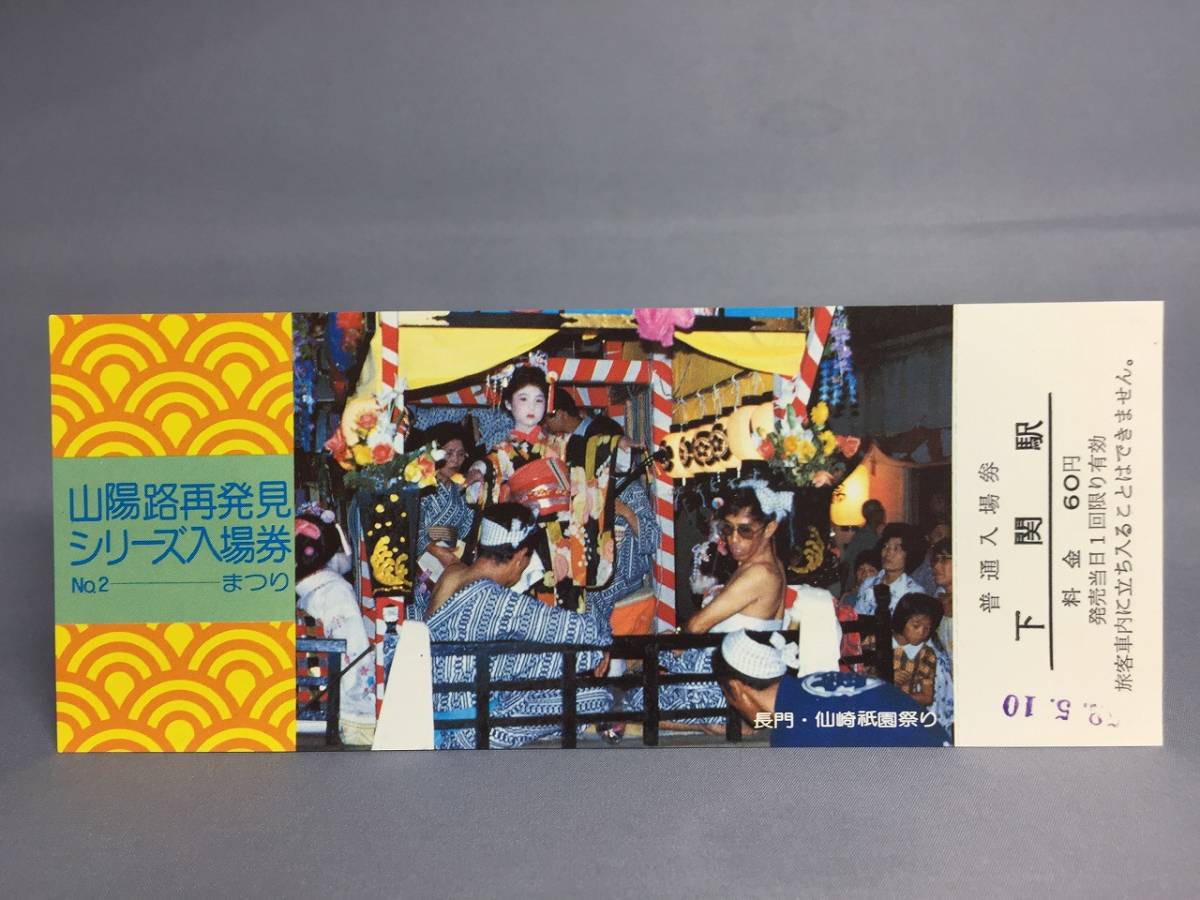 山陽路再発見
シリーズ入場券
No.2 まつり
長門・仙崎祇園祭り
普通入場券
下関駅
料金 60円
発売当日1回限り有効
旅客車内に立ち入ることはできません。
.5.10